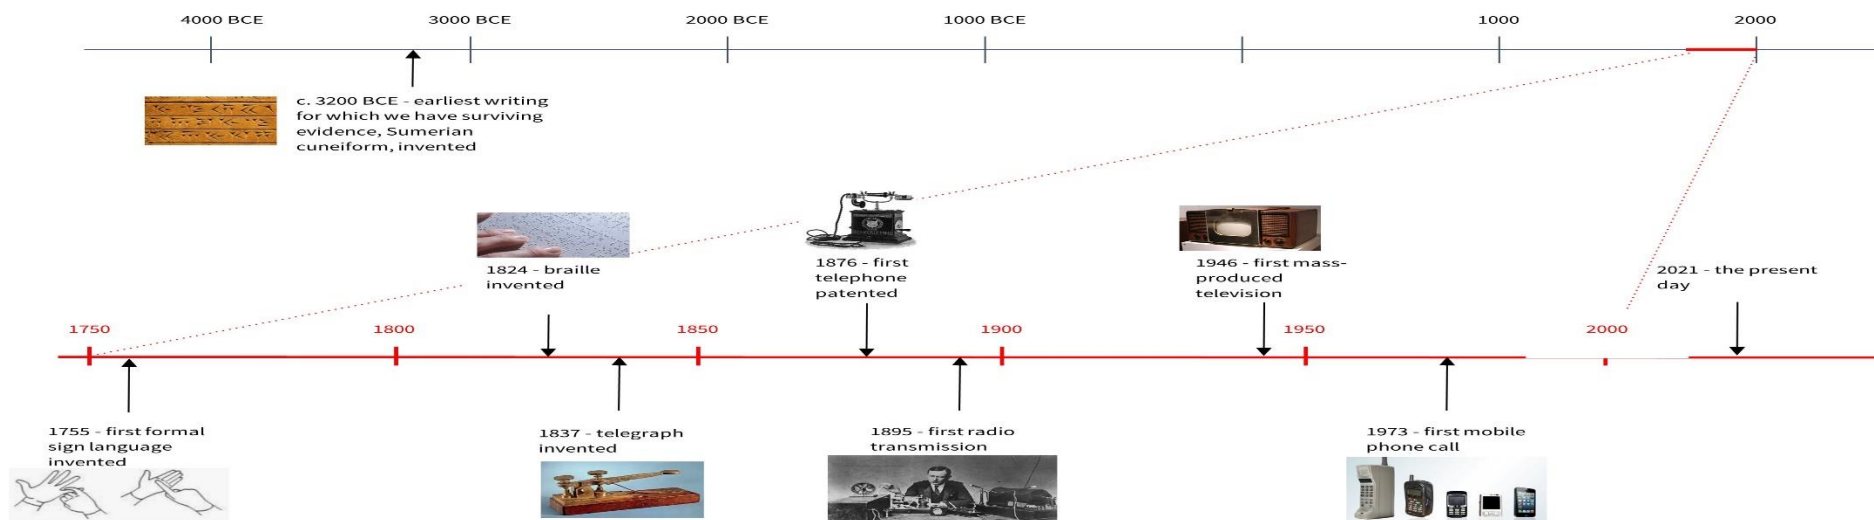 4000 BCE
3000 BCE
2000 BCE
1000 BCE
1000
2000
c. 3200 BCE - earliest writing
for which we have surviving
evidence, Sumerian
cuneiform, invented
1824 - braille
invented
1876 - first
telephone
patented
1946 - first mass-
produced
television
2021 - the present
day
1750
1800
1850
1900
1950
2000
1755 - first formal
sign language
invented
1837 - telegraph
invented
1895 - first radio
transmission
1973 - first mobile
phone call